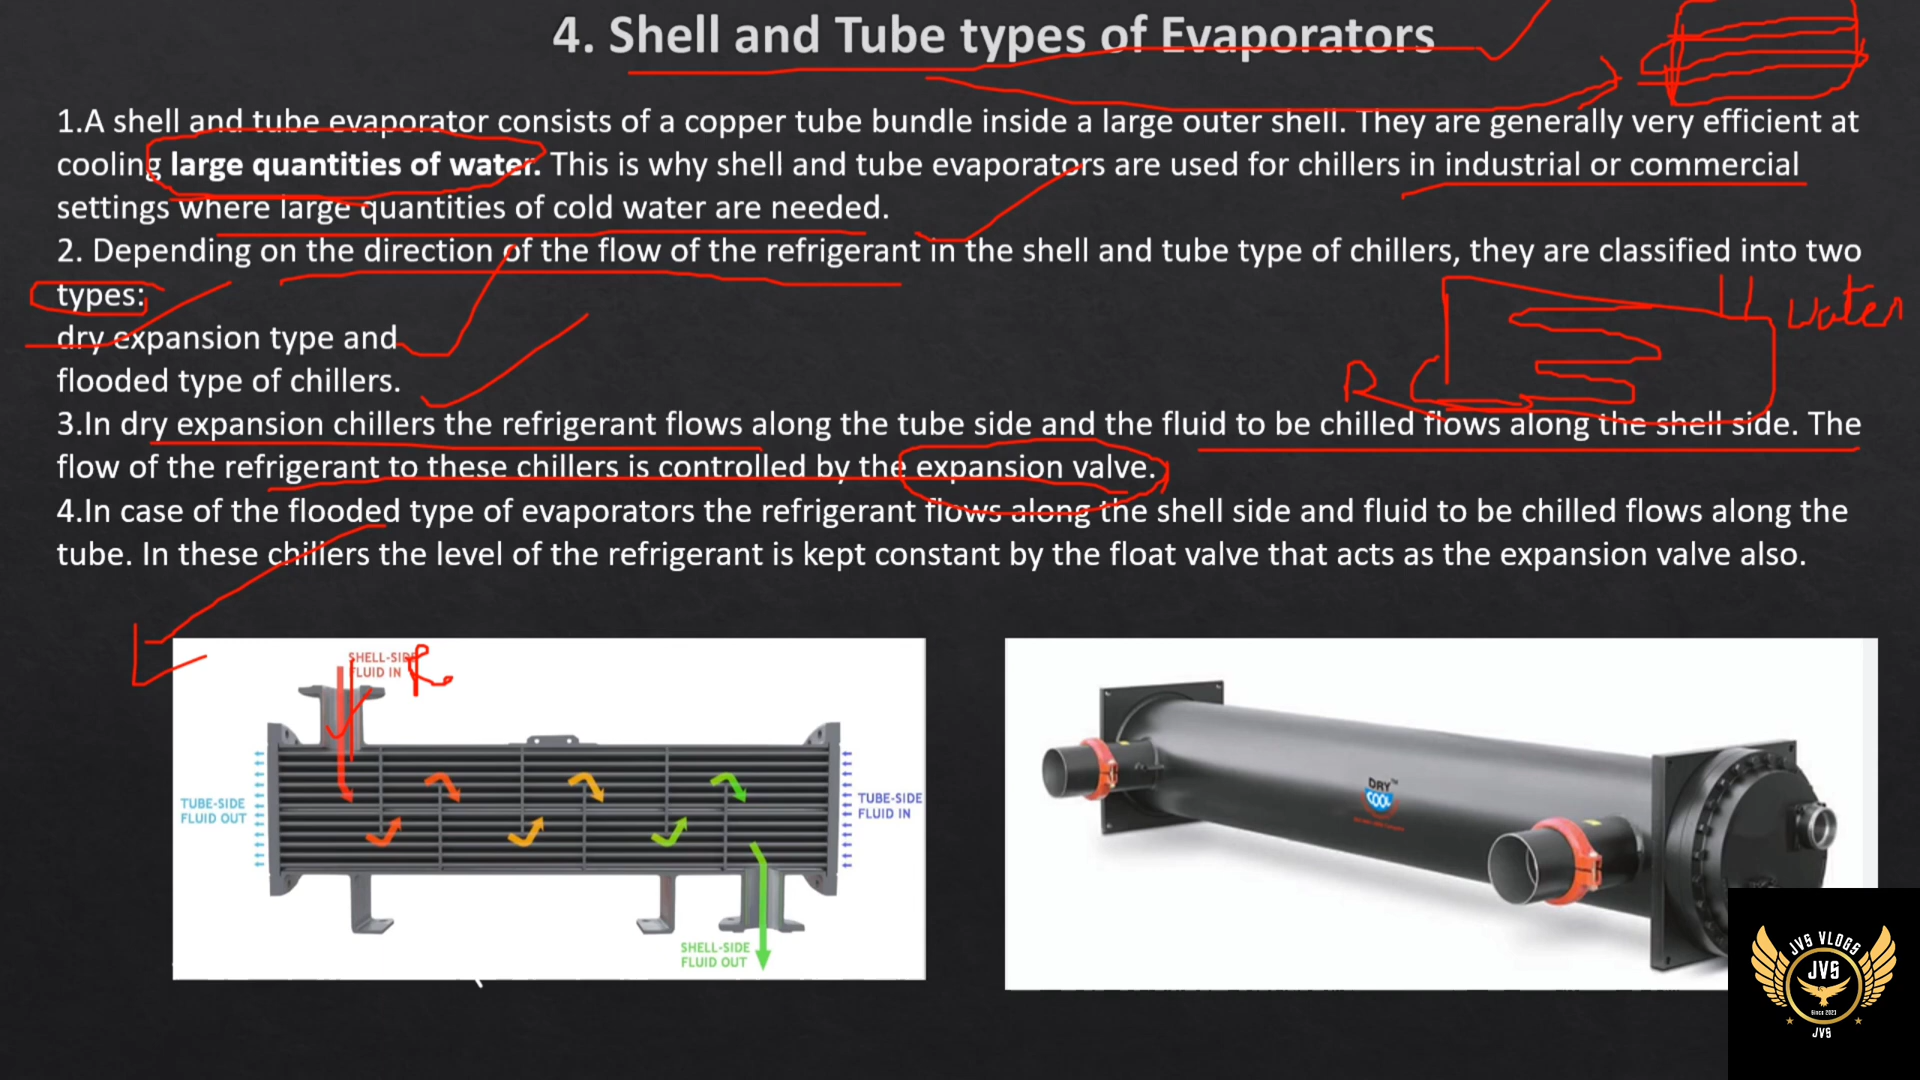 4. Shell and Tube types of Evaporators
1.A shell and tube evaporator consists of a copper tube bundle inside a large outer shell. They are generally very efficient at
cooling large quantities of water. This is why shell and tube evaporators are used for chillers in industrial or commercial
settings where large quantities of cold water are needed.
2. Depending on the direction of the flow of the refrigerant in the shell and tube type of chillers, they are classified into two
types:
water
dry expansion type and
flooded type of chillers.
R
3.In dry expansion chillers the refrigerant flows along the tube side and the fluid to be chilled flows along the shell side. The
flow of the refrigerant to these chillers is controlled by the expansion valve.
4.In case of the flooded type of evaporators the refrigerant flows along the shell side and fluid to be chilled flows along the
tube. In these chillers the level of the refrigerant is kept constant by the float valve that acts as the expansion valve also.
SHELL-SIDE
FLUID IN
R
TUBE-SIDE
FLUID OUT
TUBE-SIDE
FLUID IN
SHELL-SIDE
FLUID OUT
DRY™
COOL
JVS VLOGS
JVS
Since 2021
JVS